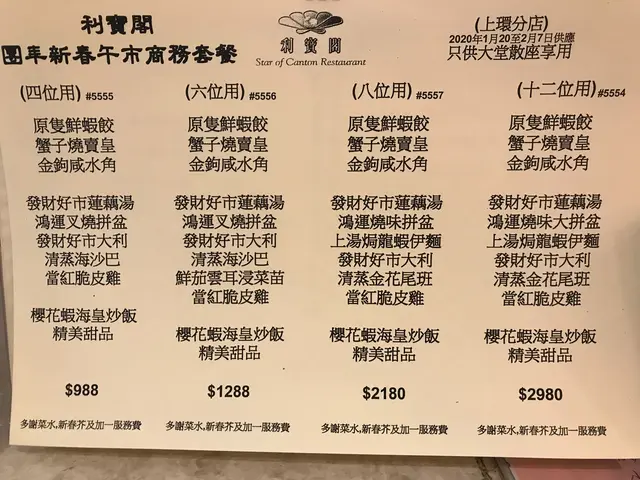 利寶閣
團年新春午市商務套餐
利寶閣
Star of Canton Restaurant
(上環分店)
2020年1月20至2月7日供應
只供大堂散座享用
(四位用) #5555
原隻鮮蝦餃
蟹子燒賣皇
金鉤咸水角
發財好市蓮藕湯
鴻運叉燒拼盆
發財好市大利
清蒸海沙巴
當紅脆皮雞
櫻花蝦海皇炒飯
精美甜品
$988
多謝茶水,新春芥及加一服務費
(六位用) #5556
原隻鮮蝦餃
蟹子燒賣皇
金鉤咸水角
發財好市蓮藕湯
鴻運叉燒拼盆
發財好市大利
清蒸海沙巴
鮮茄雲耳浸菜苗
當紅脆皮雞
櫻花蝦海皇炒飯
精美甜品
$1288
多謝茶水,新春芥及加一服務費
(八位用) #5557
原隻鮮蝦餃
蟹子燒賣皇
金鉤咸水角
發財好市蓮藕湯
鴻運燒味拼盆
上湯焗龍蝦伊麵
發財好市大利
清蒸金花尾班
當紅脆皮雞
櫻花蝦海皇炒飯
精美甜品
$2180
多謝茶水,新春芥及加一服務費
(十二位用) #5554
原隻鮮蝦餃
蟹子燒賣皇
金鉤咸水角
發財好市蓮藕湯
鴻運燒味大拼盆
上湯焗龍蝦伊麵
發財好市大利
清蒸金花尾班
當紅脆皮雞
櫻花蝦海皇炒飯
精美甜品
$2980
多謝茶水,新春芥及加一服務費